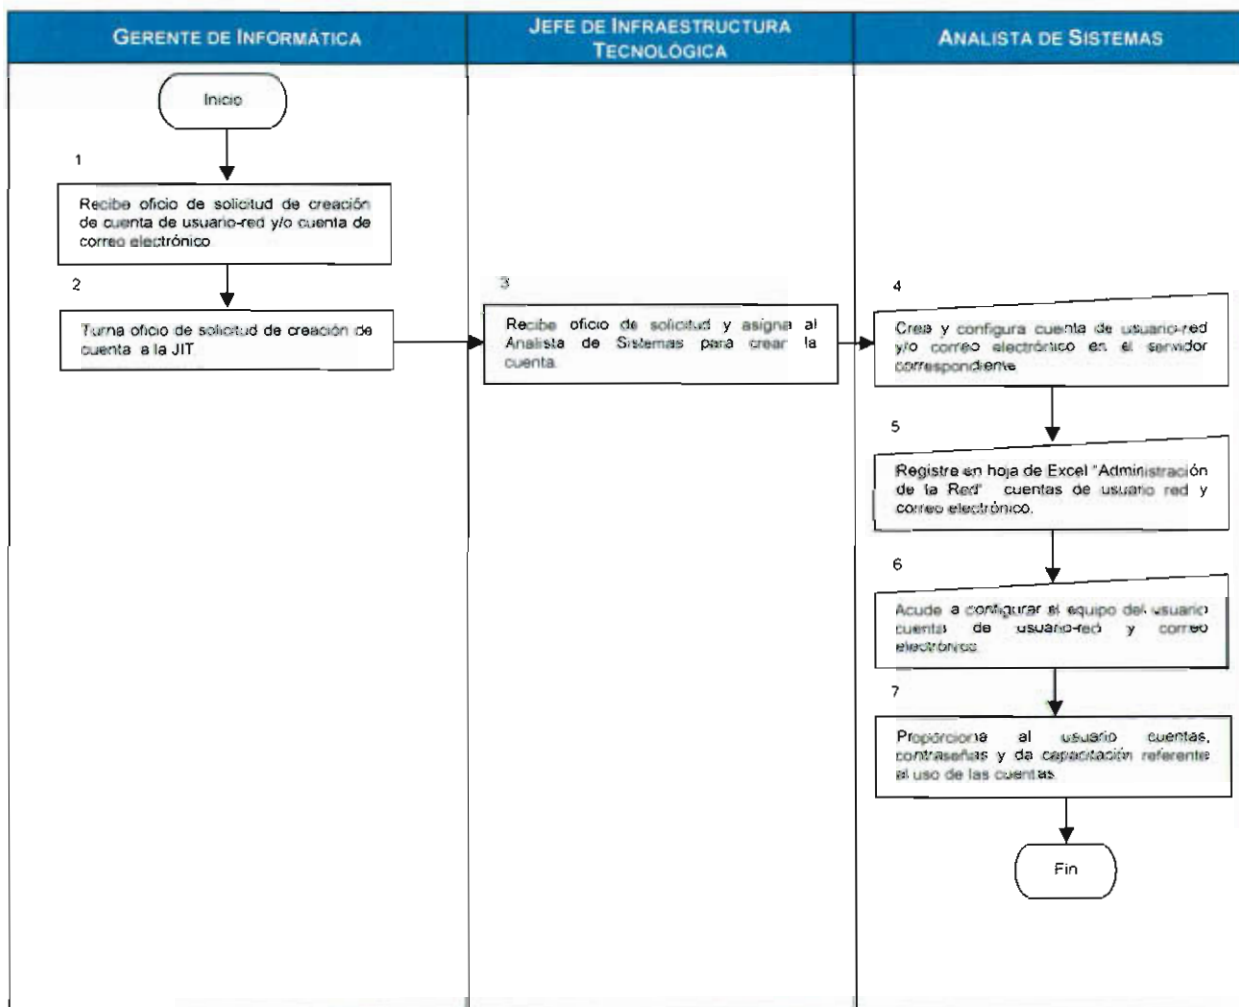 GERENTE DE INFORMÁTICA
JEFE DE INFRAESTRUCTURA
TECNOLÓGICA
ANALISTA DE SISTEMAS
Inicio
1
Recibe oficio de solicitud de creación
de cuenta de usuario-red y/o cuenta de
correo electrónico
2
Turna oficio de solicitud de creación de
cuenta a la JIT
3
Recibe oficio de solicitud y asigna al
Analista de Sistemas para crear la
cuenta.
4
Crea y configura cuenta de usuario-red
y/o correo electrónico en el servidor
correspondiente
5
Registre en hoja de Excel "Administración
de la Red" cuentas de usuario red y
correo electrónico.
6
Acude a configurar el equipo del usuario
cuenta de usuario-red y correo
electrónico
7
Proporciona al usuario cuentas,
contraseñas y da capacitación referente
al uso de las cuentas
Fin